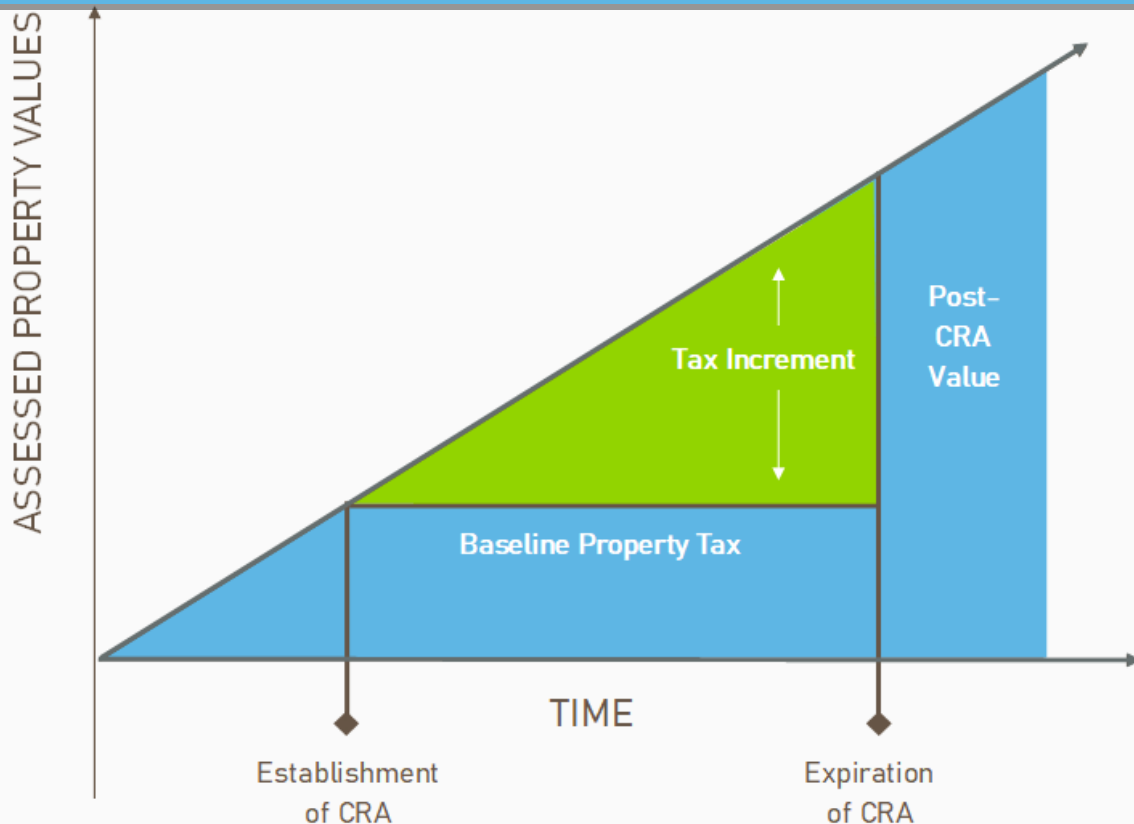 ASSESSED PROPERTY VALUES
Post-
CRA
Value
Tax Increment
Baseline Property Tax
TIME
Establishment
of CRA
Expiration
of CRA